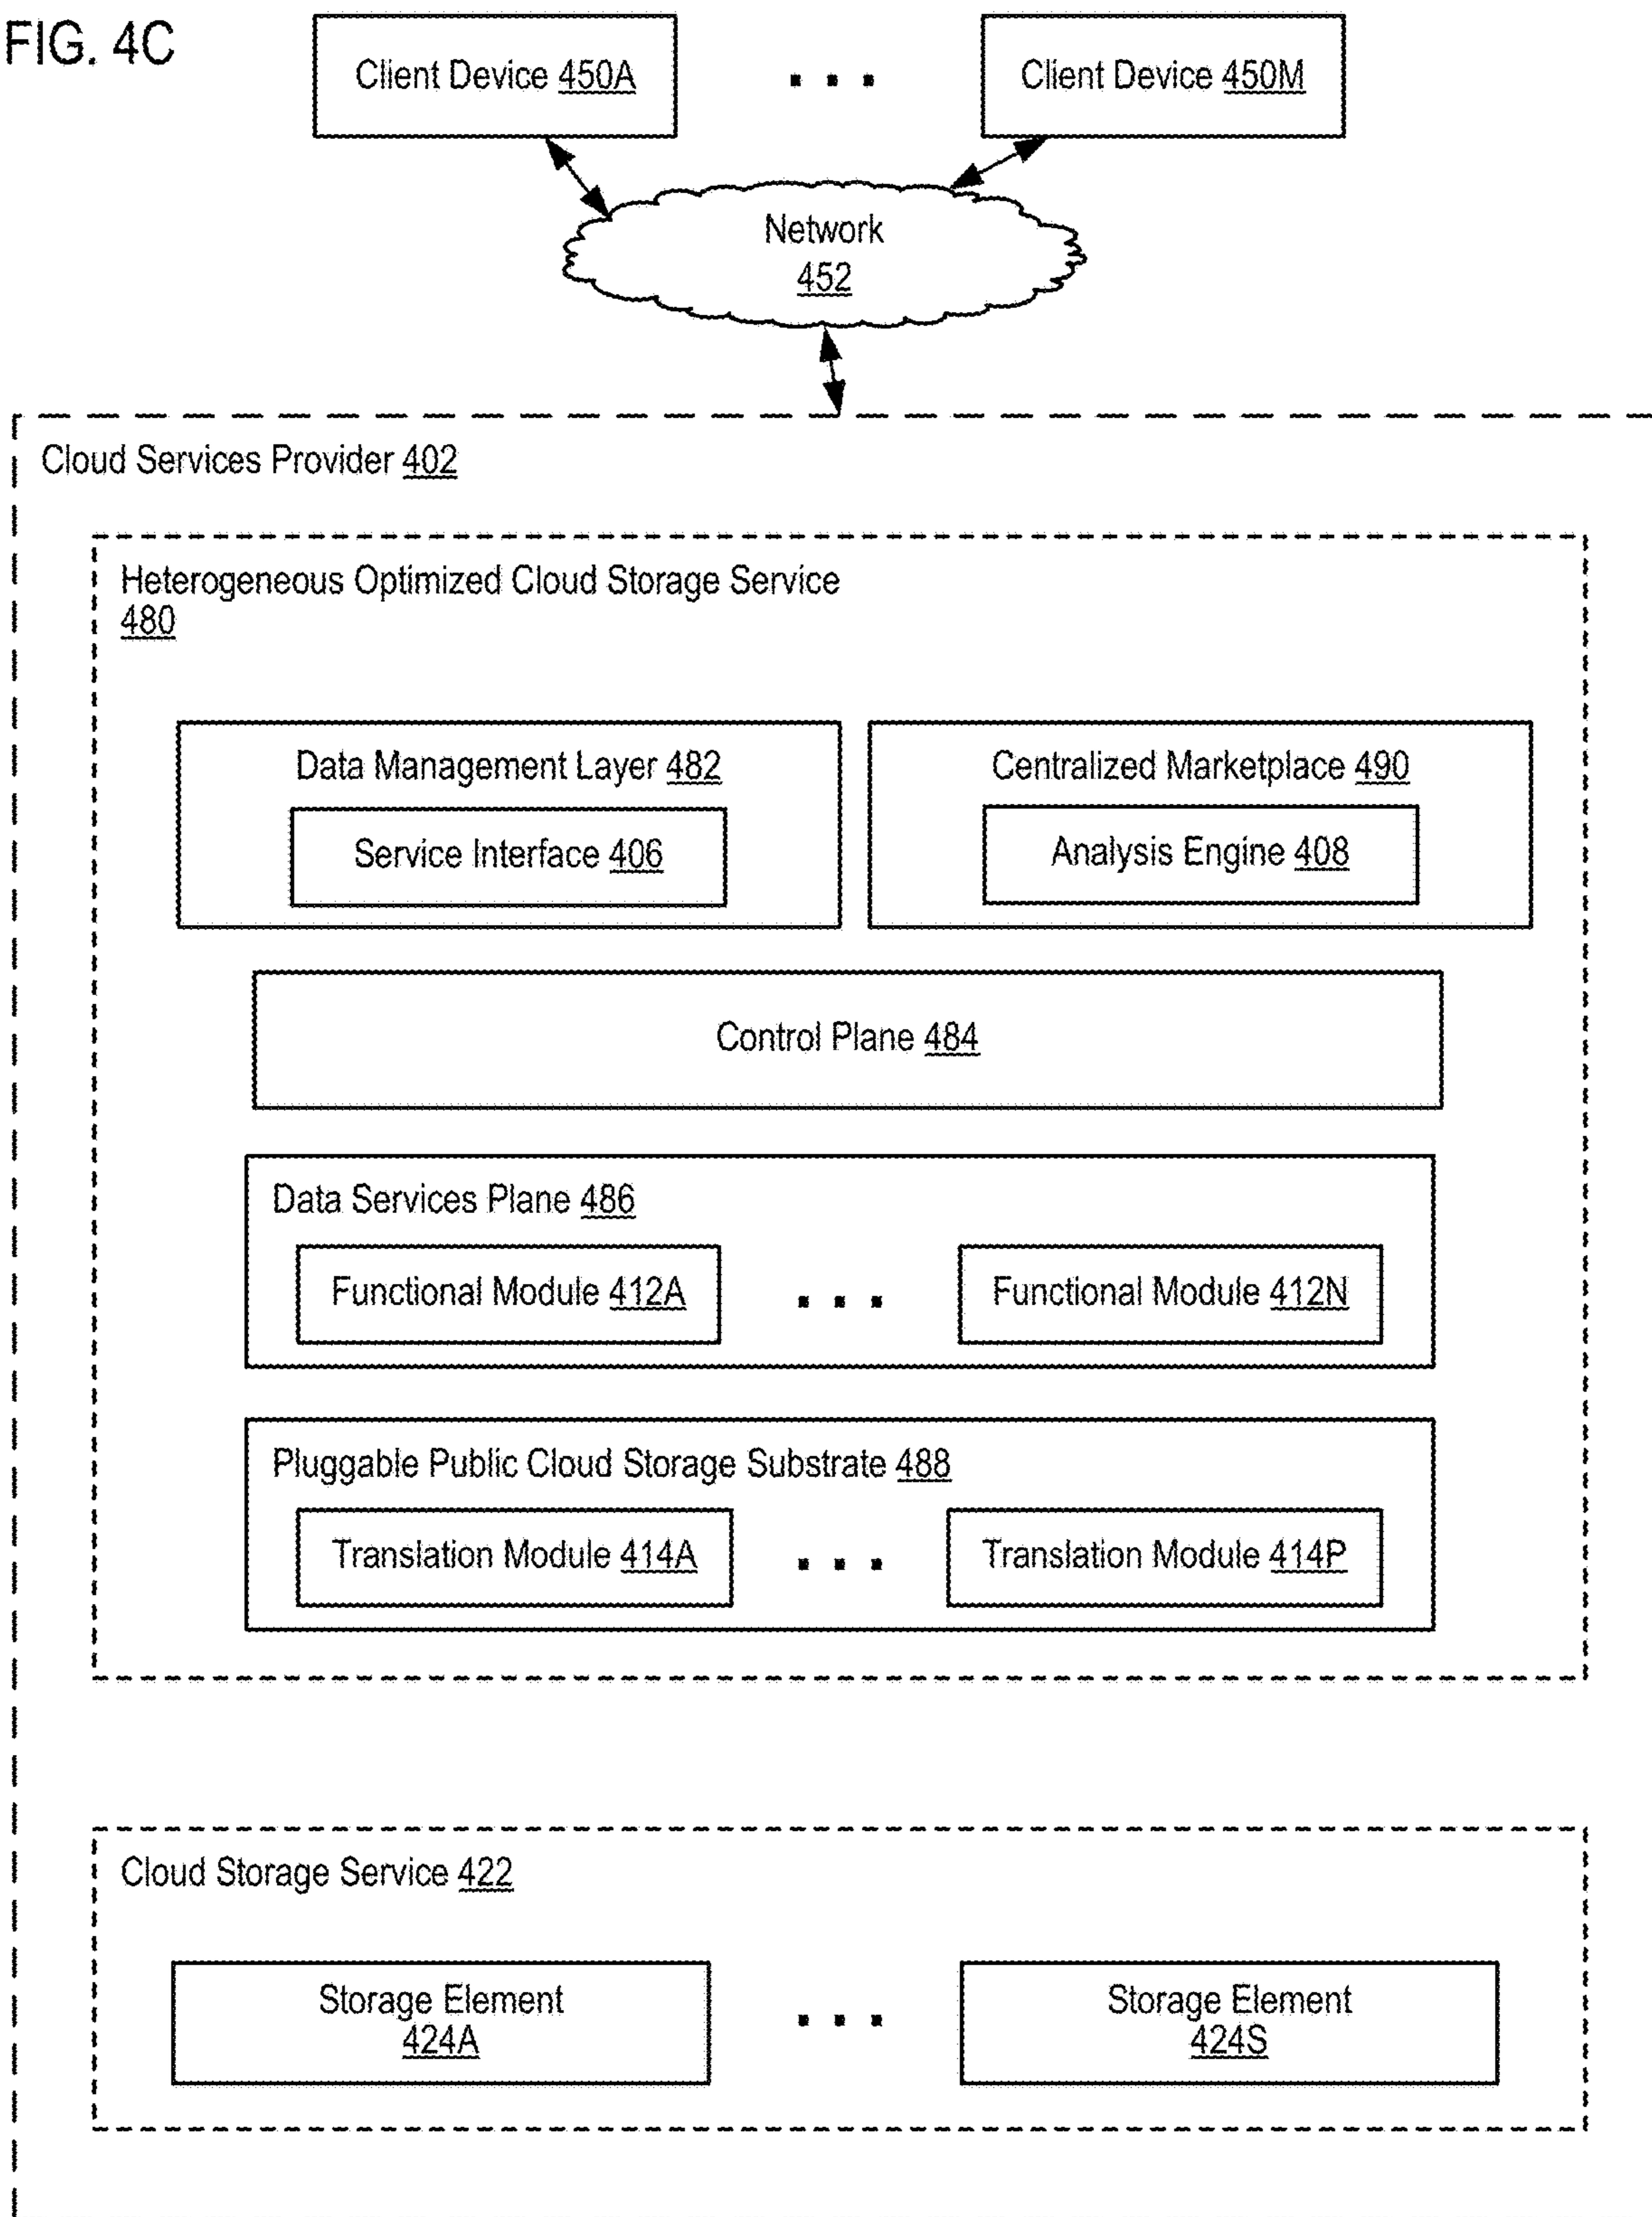 FIG. 4C
Client Device 450A
. . .
Client Device 450M
Network
452
Cloud Services Provider 402
Heterogeneous Optimized Cloud Storage Service
480
Data Management Layer 482
Centralized Marketplace 490
Service Interface 406
Analysis Engine 408
Control Plane 484
Data Services Plane 486
Functional Module 412A
. . .
Functional Module 412N
Pluggable Public Cloud Storage Substrate 488
Translation Module 414A
. . .
Translation Module 414P
Cloud Storage Service 422
Storage Element
424A
. . .
Storage Element
424S